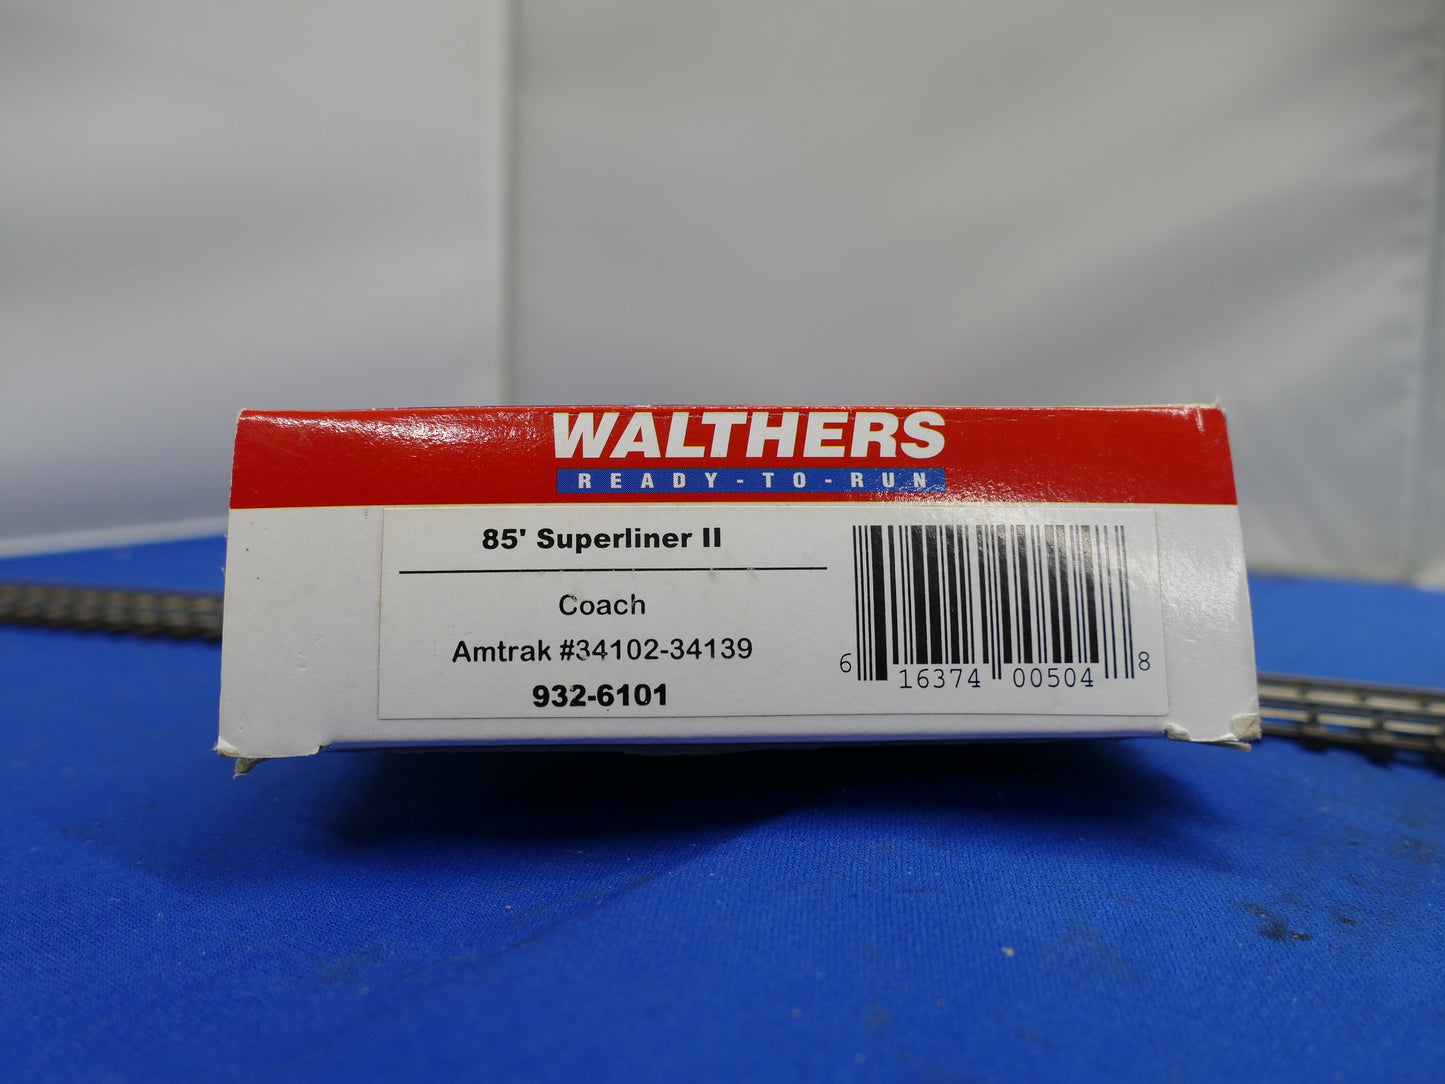 WALTHERS
READY-TO-RUN
85' Superliner II
Coach
Amtrak #34102-34139
932-6101
6 16374 00504 8